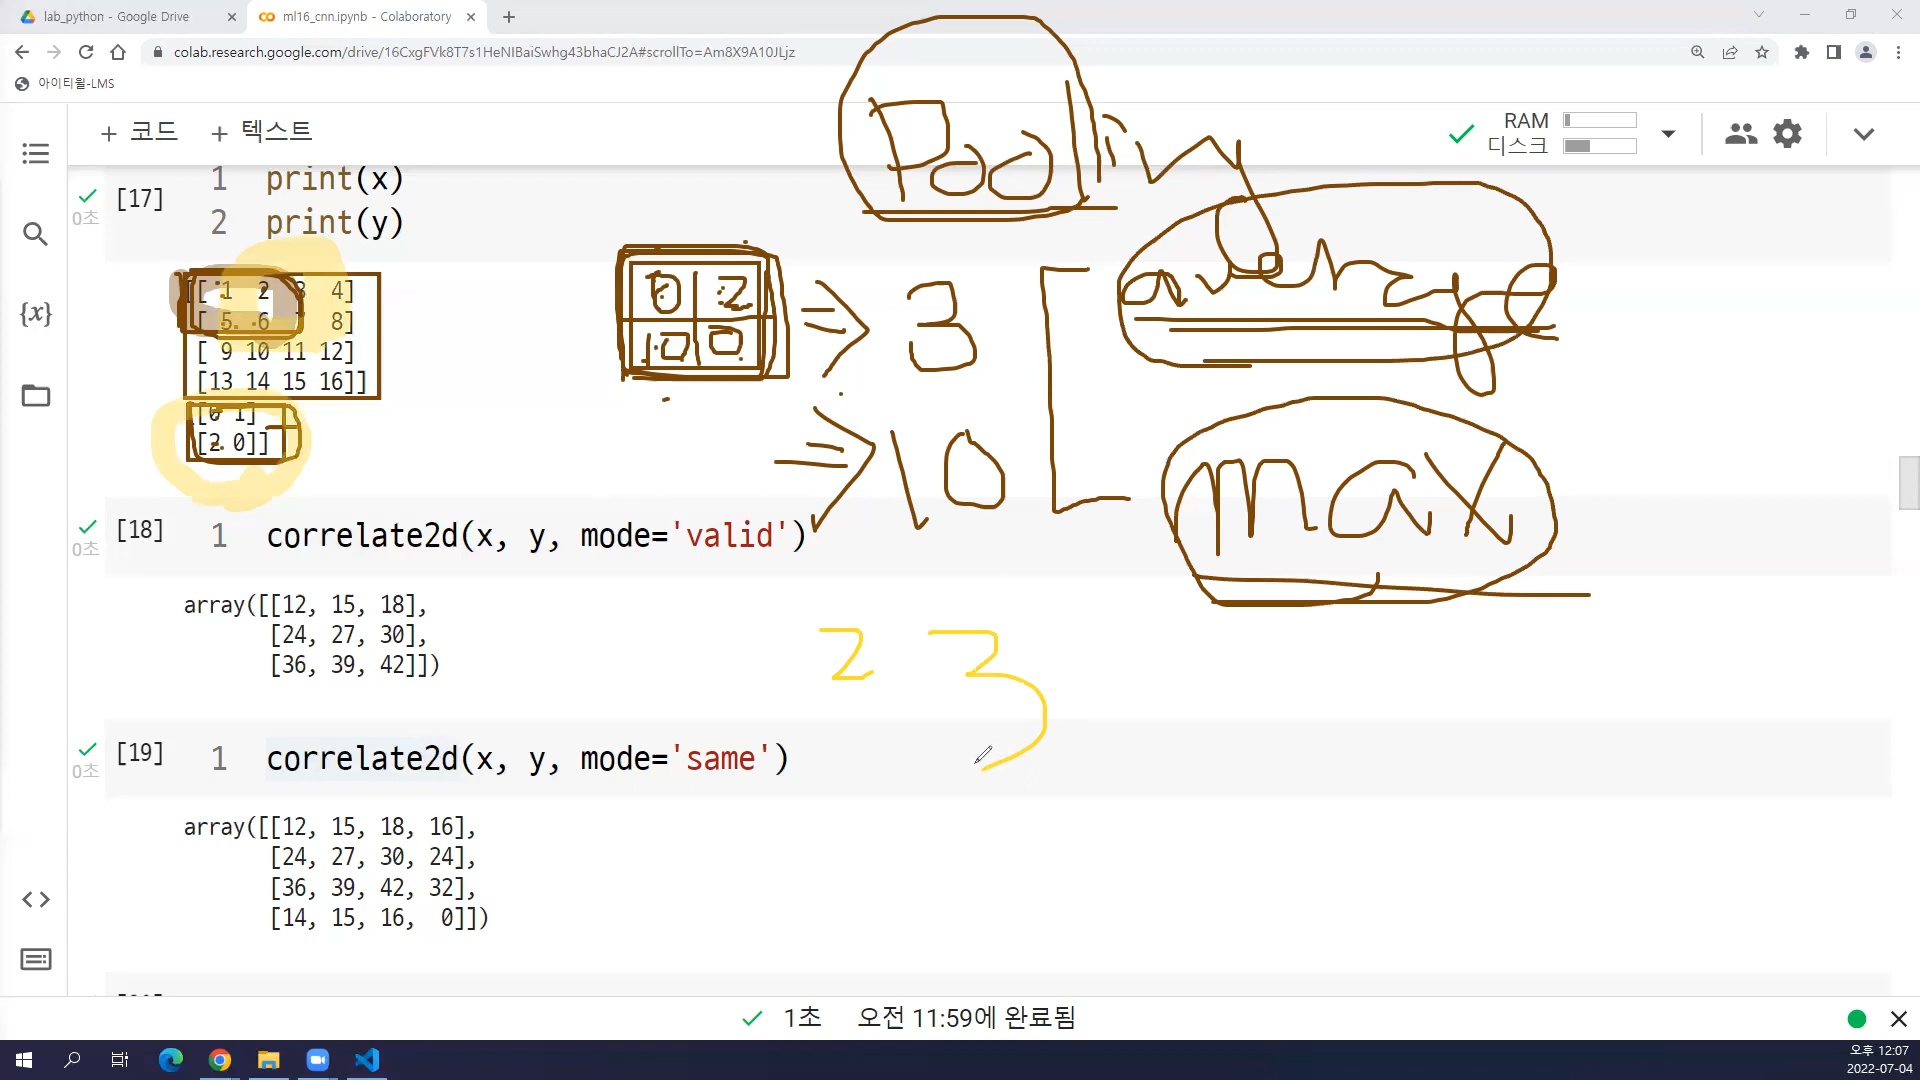 lab_python - Google Drive
ml16_cnn.ipynb - Colaboratory
colab.research.google.com/drive/16CxgFVk8T7s1HeNIBaiSwhg43bhaCJ2A#scrollTo=Am8X9A10JLjz
아이티윌-LMS
+ 코드 + 텍스트
RAM
디스크
Pooling
[17]
0초
1 print(x)
2 print(y)
[[ 1 2 3 4]
[ 5 6 7 8]
[ 9 10 11 12]
[13 14 15 16]]
[[0 1]
[2 0]]
0 2
10 0
⇒ 3
⇒ 10
average
max
[18]
0초
1 correlate2d(x, y, mode='valid')
array([[12, 15, 18],
[24, 27, 30],
[36, 39, 42]])
2 3
[19]
0초
1 correlate2d(x, y, mode='same')
array([[12, 15, 18, 16],
[24, 27, 30, 24],
[36, 39, 42, 32],
[14, 15, 16, 0]])
1초 오전 11:59에 완료됨
오후 12:07
2022-07-04